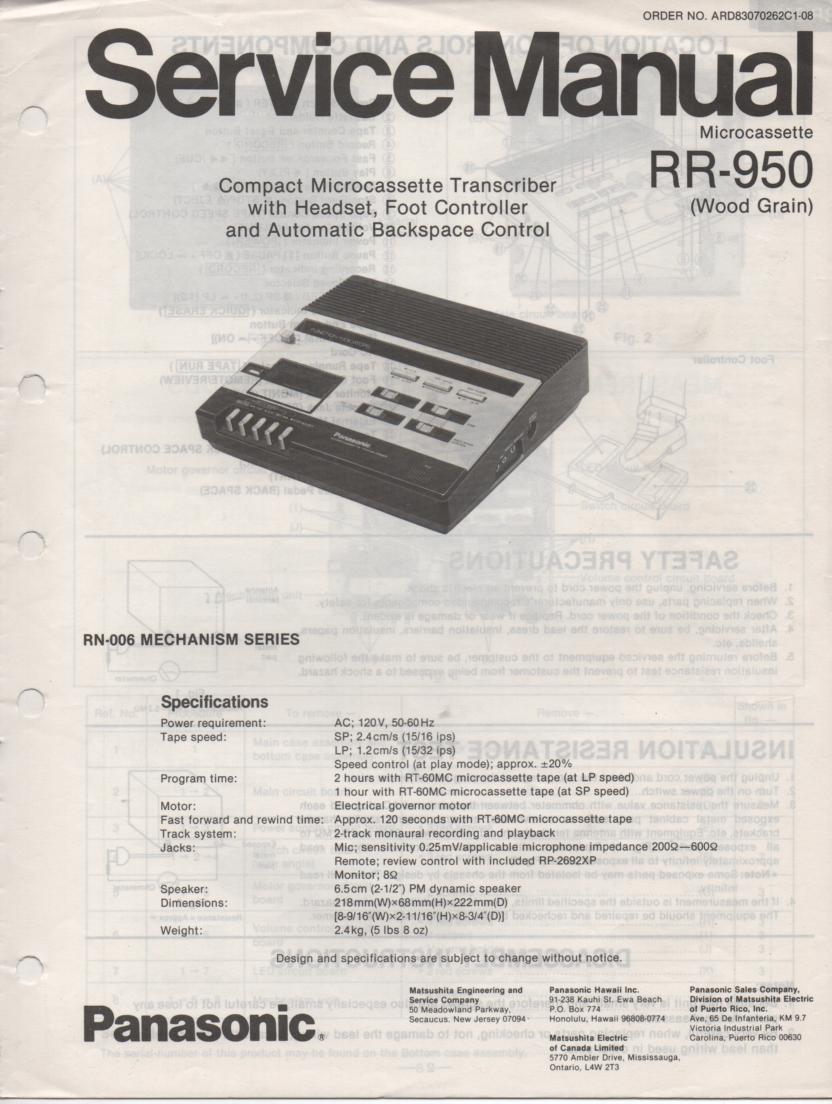 ORDER NO. ARD83070262C1-08
Service Manual
Microcassette
RR-950
(Wood Grain)
Compact Microcassette Transcriber
with Headset, Foot Controller
and Automatic Backspace Control
FUNCTION INDICATORS
Panasonic
RN-006 MECHANISM SERIES
Specifications
Power requirement: AC; 120V, 50-60Hz
Tape speed: SP; 2.4cm/s (15/16 ips)
LP; 1.2cm/s (15/32 ips)
Speed control (at play mode); approx. ±20%
Program time: 2 hours with RT-60MC microcassette tape (at LP speed)
1 hour with RT-60MC microcassette tape (at SP speed)
Motor: Electrical governor motor
Fast forward and rewind time: Approx. 120 seconds with RT-60MC microcassette tape
Track system: 2-track monaural recording and playback
Jacks: Mic; sensitivity 0.25mV/applicable microphone impedance 200Ω—600Ω
Remote; review control with included RP-2692XP
Monitor; 8Ω
Speaker: 6.5cm (2-1/2″) PM dynamic speaker
Dimensions: 218mm(W)×68mm(H)×222mm(D)
[8-9/16″(W)×2-11/16″(H)×8-3/4″(D)]
Weight: 2.4kg, (5 lbs 8 oz)
Design and specifications are subject to change without notice.
Panasonic®
Matsushita Engineering and
Service Company
50 Meadowland Parkway,
Secaucus. New Jersey 07094
Panasonic Hawaii Inc.
91-238 Kauhi St. Ewa Beach
P.O. Box 774
Honolulu, Hawaii 96808-0774
Matsushita Electric
of Canada Limited
5770 Ambler Drive, Mississauga,
Ontario, L4W 2T3
Panasonic Sales Company,
Division of Matsushita Electric
of Puerto Rico, Inc.
Ave, 65 De Infanteria, KM 9.7
Victoria Industrial Park
Carolina, Puerto Rico 00630